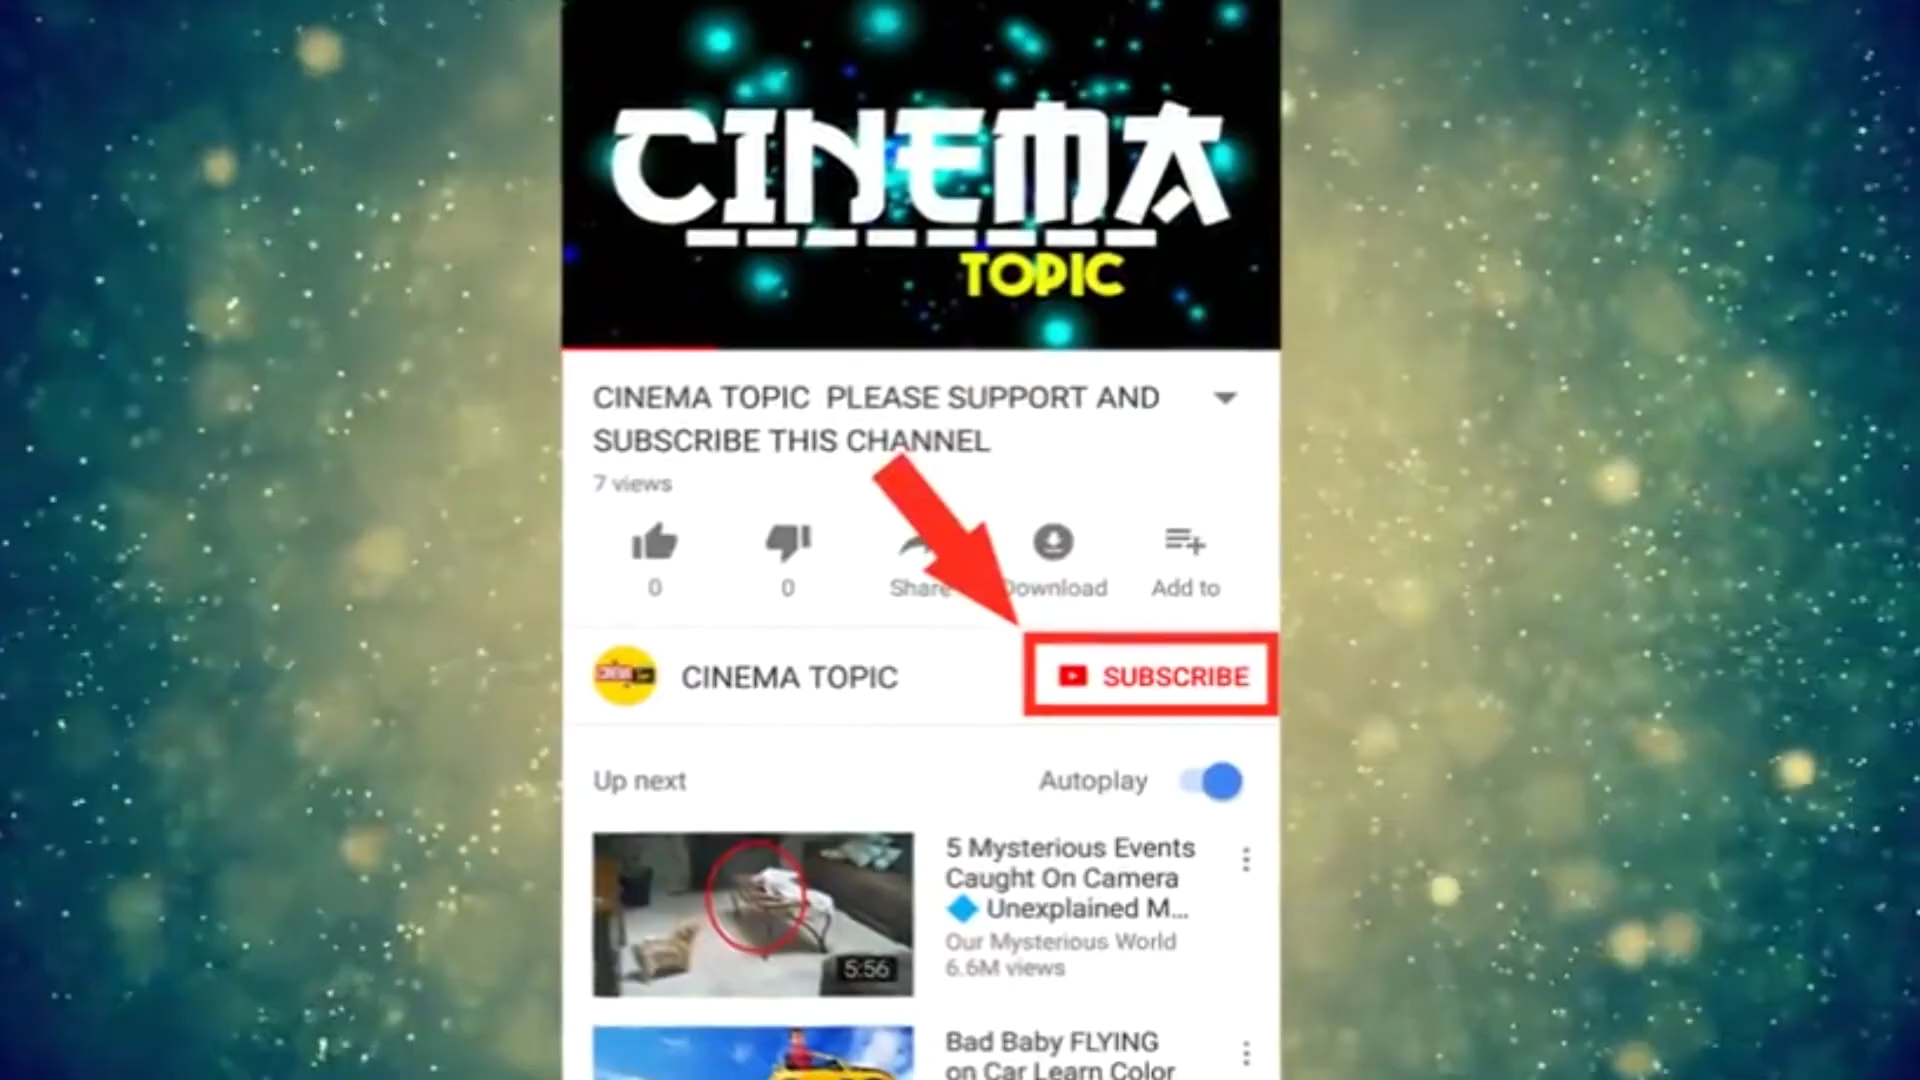 CINEMA
TOPIC
CINEMA TOPIC PLEASE SUPPORT AND
SUBSCRIBE THIS CHANNEL
7 views
0 0 Share Download Add to
CINEMA TOPIC SUBSCRIBE
Up next Autoplay
5 Mysterious Events
Caught On Camera
🔷 Unexplained M...
Our Mysterious World
6.6M views
5:56
Bad Baby FLYING
on Car Learn Color